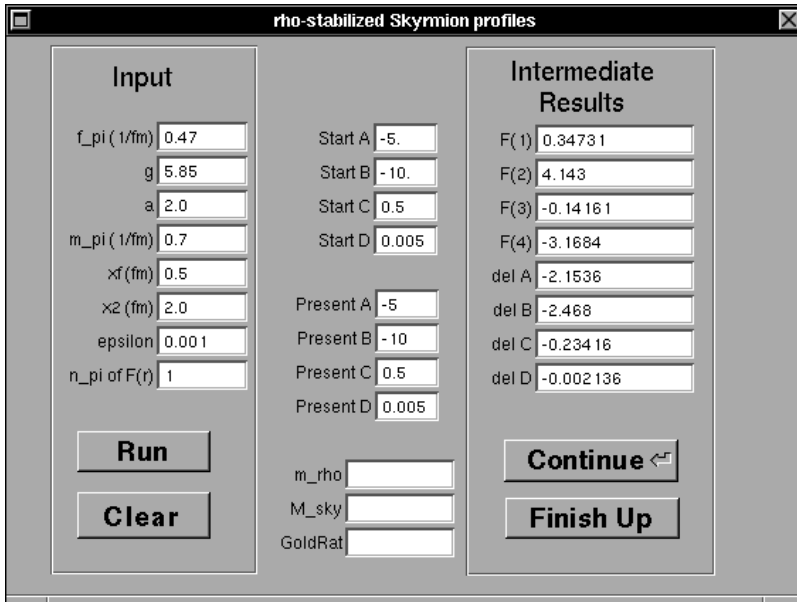 rho-stabilized Skyrmion profiles
Input
f_pi (1/fm) 0.47
g 5.85
a 2.0
m_pi (1/fm) 0.7
xf (fm) 0.5
x2 (fm) 2.0
epsilon 0.001
n_pi of F(r) 1
Run
Clear
Start A -5.
Start B -10.
Start C 0.5
Start D 0.005
Present A -5
Present B -10
Present C 0.5
Present D 0.005
m_rho
M_sky
GoldRat
Intermediate
Results
F(1) 0.34731
F(2) 4.143
F(3) -0.14161
F(4) -3.1684
del A -2.1536
del B -2.468
del C -0.23416
del D -0.002136
Continue
Finish Up